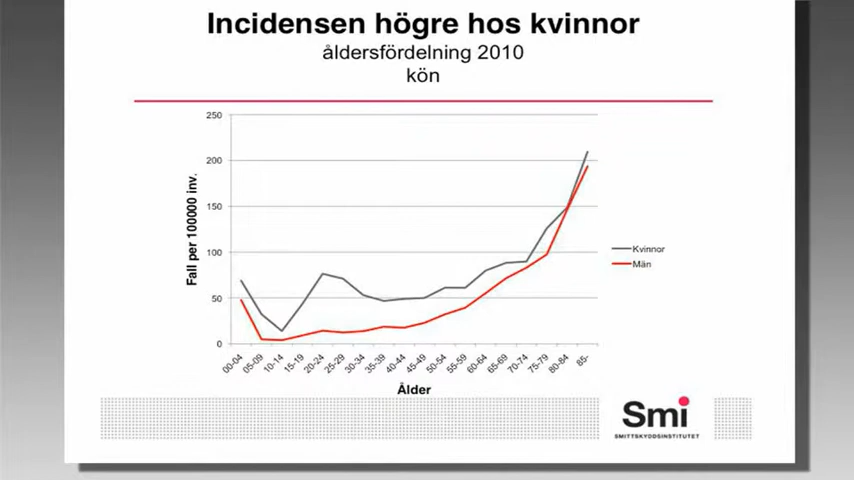 Incidensen högre hos kvinnor
åldersfördelning 2010
kön
250
200
150
100
50
0
Fall per 100000 inv.
00-04
05-09
10-14
15-19
20-24
25-29
30-34
35-39
40-44
45-49
50-54
55-59
60-64
65-69
70-74
75-79
80-84
85-
Ålder
Kvinnor
Män
Smi
SMITTSKYDDSINSTITUTET